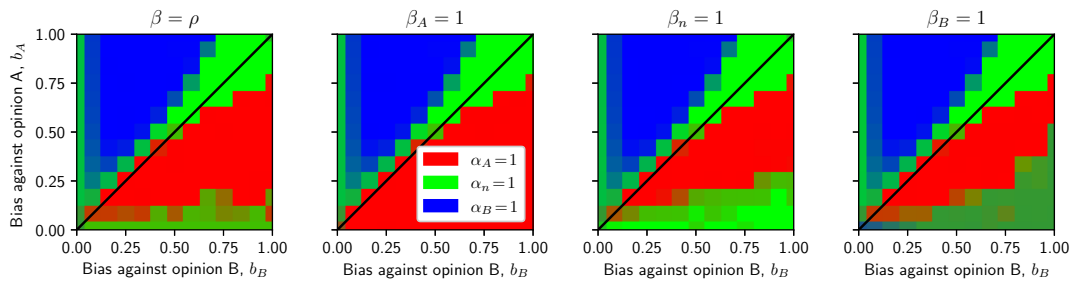 β = ρ
β_A = 1
β_n = 1
β_B = 1
Bias against opinion A, b_A
1.00
0.75
0.50
0.25
0.00
α_A = 1
α_n = 1
α_B = 1
0.00 0.25 0.50 0.75 1.00
0.00 0.25 0.50 0.75 1.00
0.00 0.25 0.50 0.75 1.00
0.00 0.25 0.50 0.75 1.00
Bias against opinion B, b_B
Bias against opinion B, b_B
Bias against opinion B, b_B
Bias against opinion B, b_B